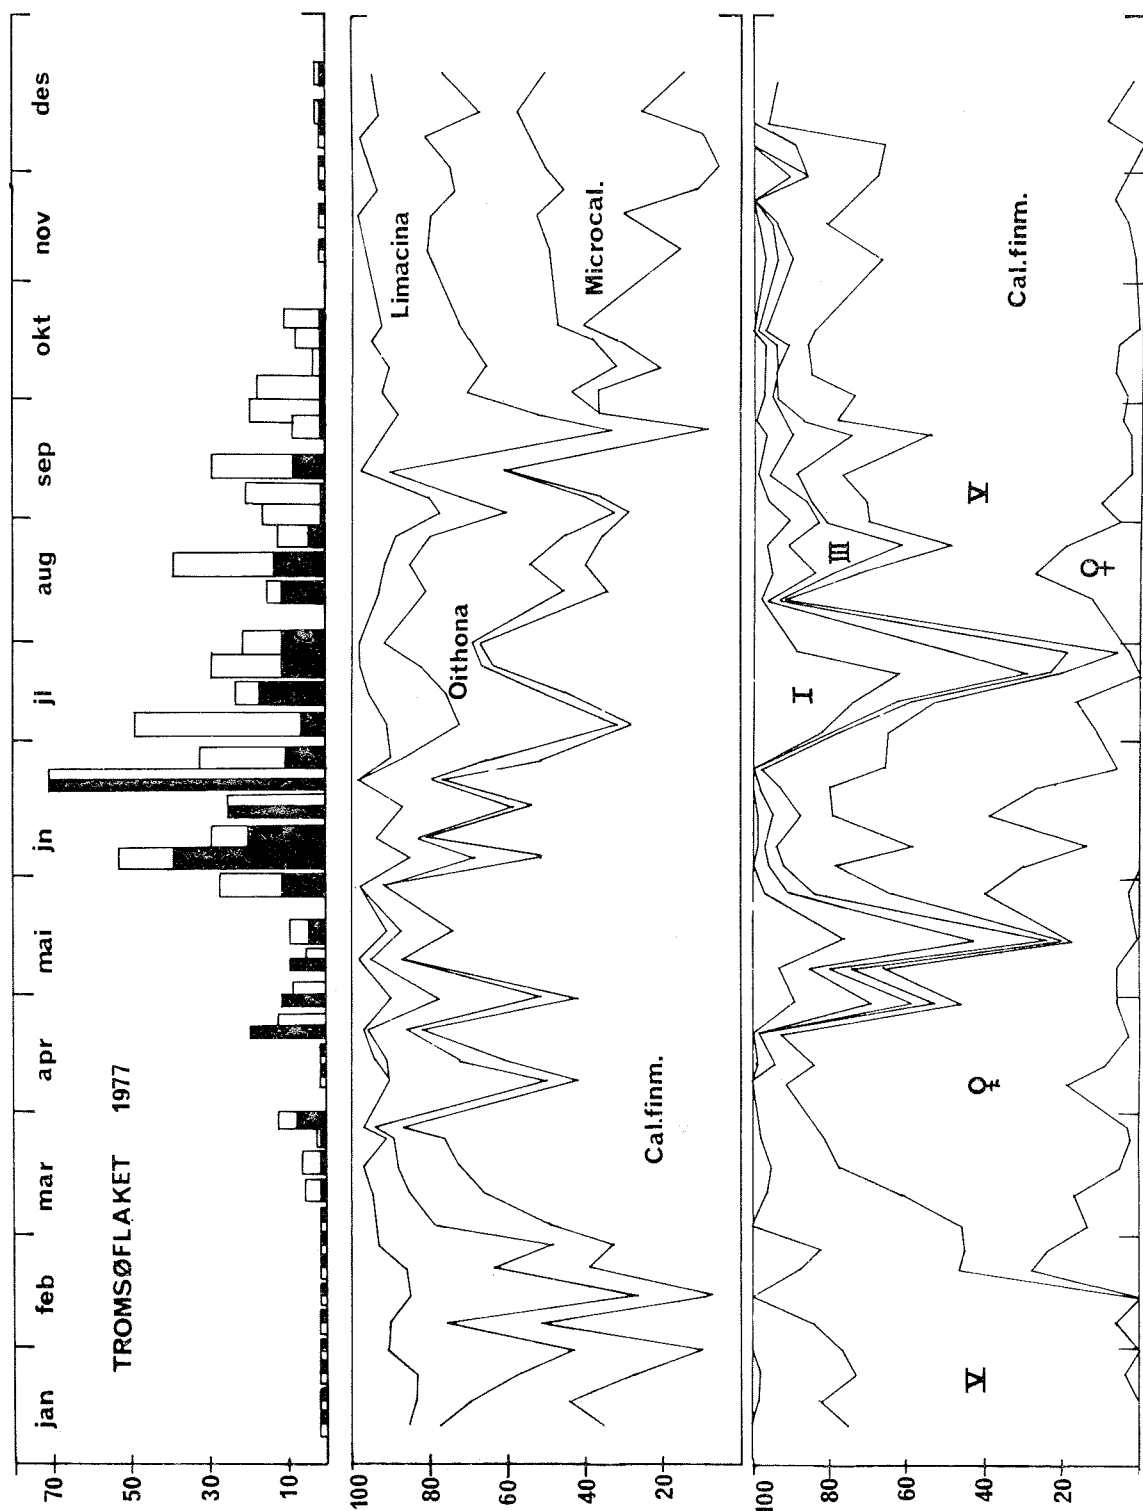 TROMSØFLAKET 1977
70
50
30
10
jan
feb
mar
apr
mai
jn
jl
aug
sep
okt
nov
des
100
80
60
40
20
Limacina
Oithona
Microcal.
Cal.finm.
100
80
60
40
20
V
♀
I
III
♀
V
Cal.finm.